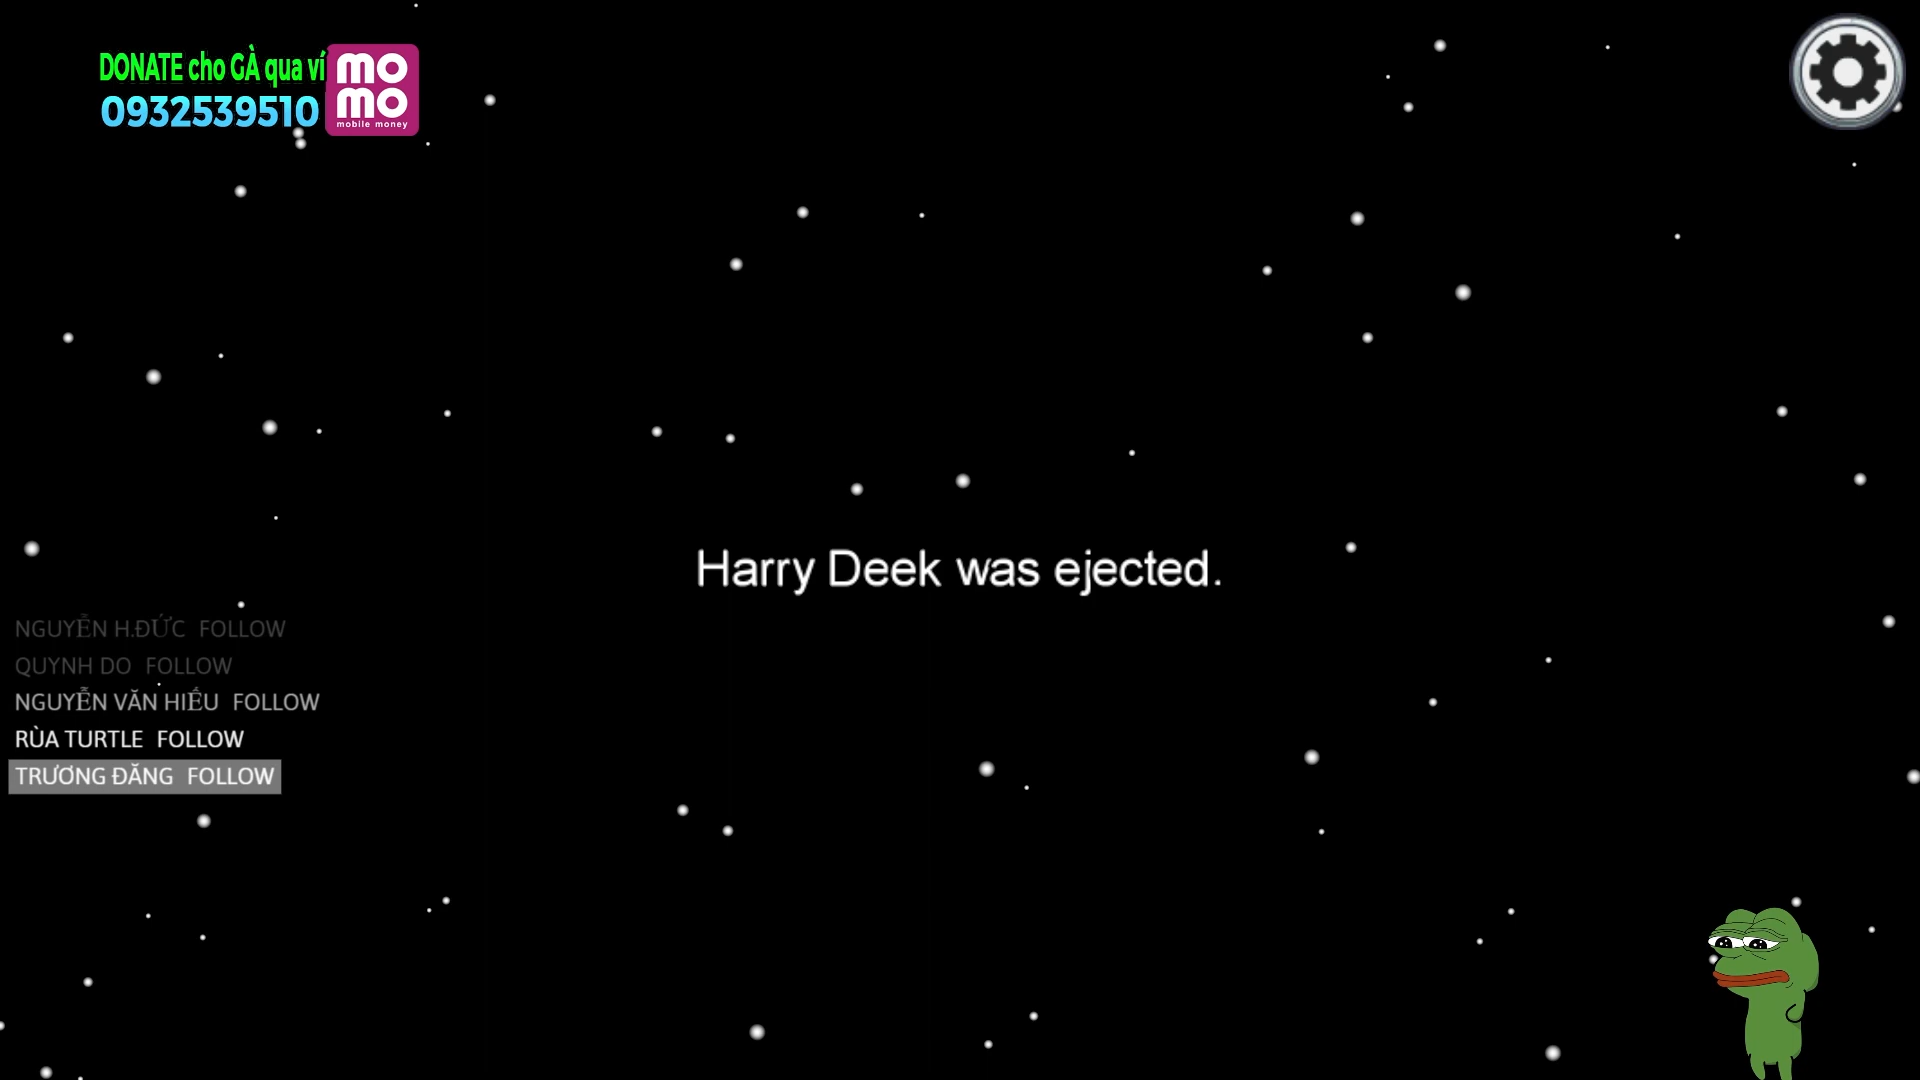 DONATE cho GÀ qua ví
0932539510
mo
mo
mobile money
Harry Deek was ejected.
NGUYỄN H.ĐỨC FOLLOW
QUYNH DO FOLLOW
NGUYỄN VĂN HIẾU FOLLOW
RÙA TURTLE FOLLOW
TRƯƠNG ĐĂNG FOLLOW